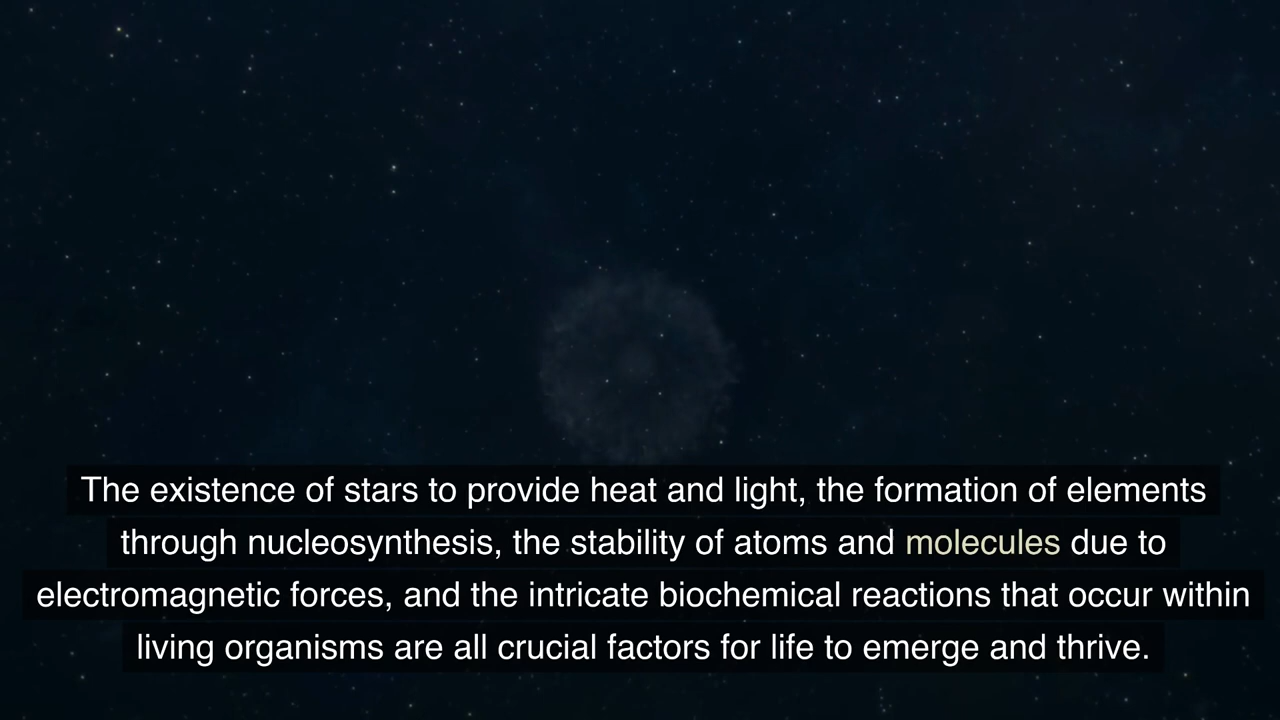 The existence of stars to provide heat and light, the formation of elements
through nucleosynthesis, the stability of atoms and molecules due to
electromagnetic forces, and the intricate biochemical reactions that occur within
living organisms are all crucial factors for life to emerge and thrive.